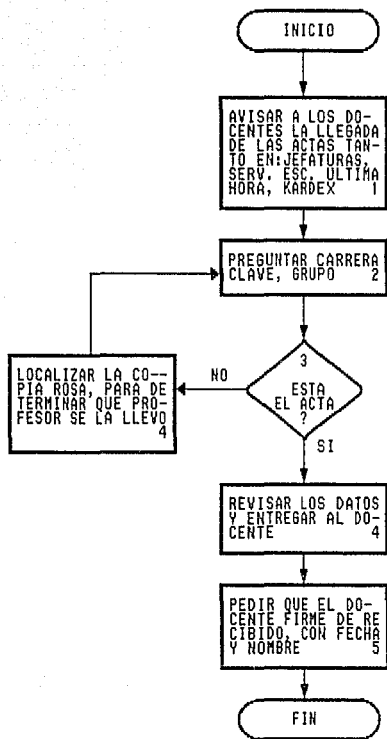 INICIO
AVISAR A LOS DO-
CENTES LA LLEGADA
DE LAS ACTAS TAN-
TO EN:JEFATURAS,
SERV. ESC. ULTIMA
HORA, KARDEX 1
PREGUNTAR CARRERA
CLAVE, GRUPO 2
3
ESTA
EL ACTA
?
NO
SI
LOCALIZAR LA CO--
PIA ROSA, PARA DE
TERMINAR QUE PRO-
FESOR SE LA LLEVO
4
REVISAR LOS DATOS
Y ENTREGAR AL DO-
CENTE 4
PEDIR QUE EL DO-
CENTE FIRME DE RE
CIBIDO, CON FECHA
Y NOMBRE 5
FIN